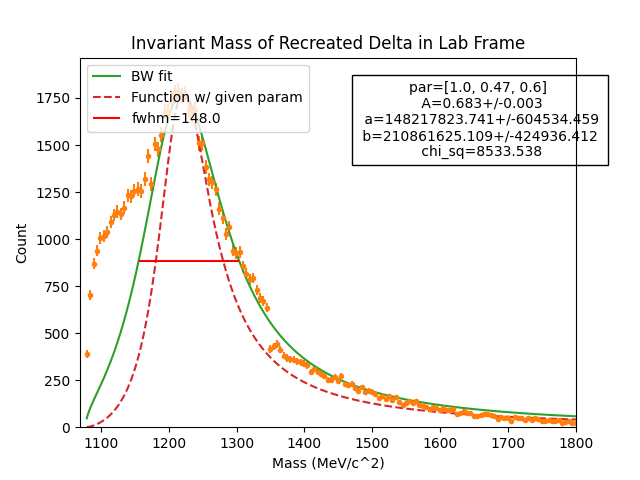 Invariant Mass of Recreated Delta in Lab Frame
BW fit
Function w/ given param
fwhm=148.0
par=[1.0, 0.47, 0.6]
A=0.683+/-0.003
a=148217823.741+/-604534.459
b=210861625.109+/-424936.412
chi_sq=8533.538
Count
1750
1500
1250
1000
750
500
250
0
1100 1200 1300 1400 1500 1600 1700 1800
Mass (MeV/c^2)